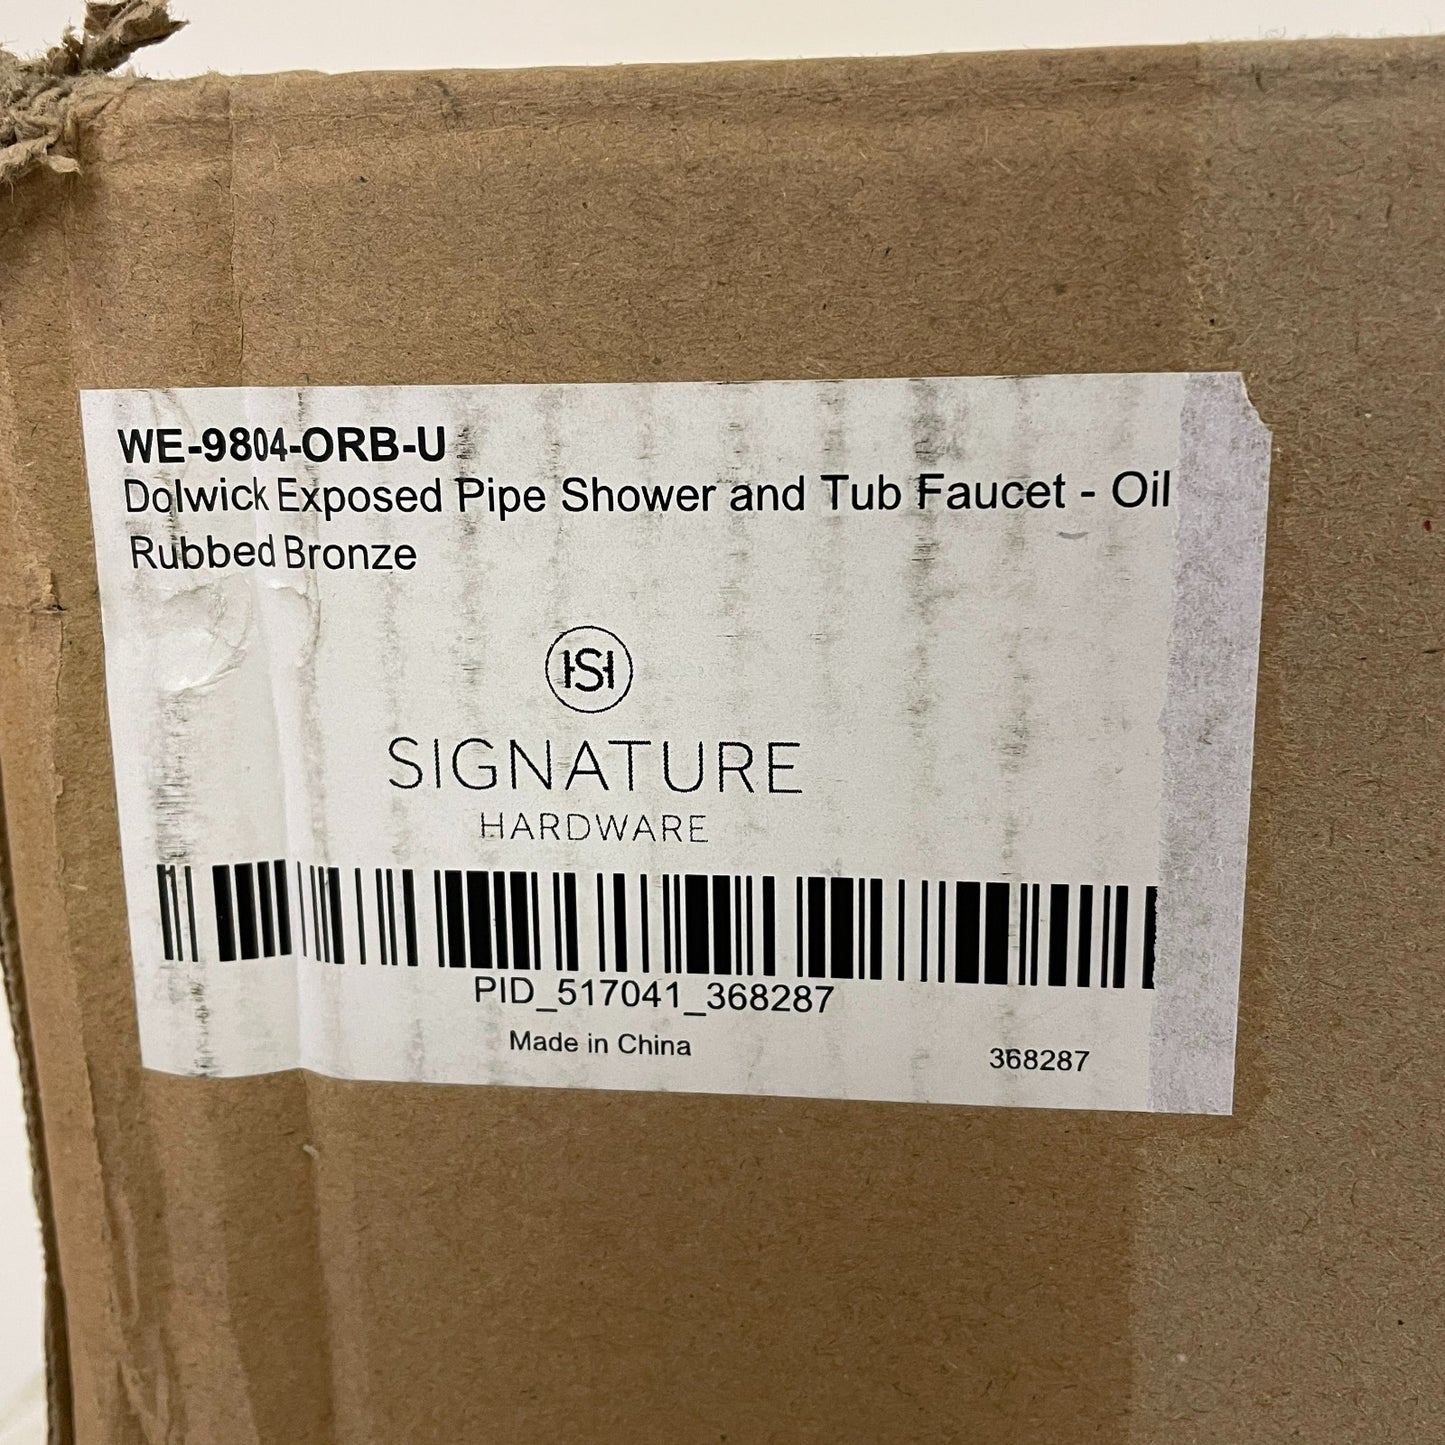 WE-9804-ORB-U
Dolwick Exposed Pipe Shower and Tub Faucet - Oil
Rubbed Bronze
SH
SIGNATURE
HARDWARE
PID_517041_368287
Made in China
368287